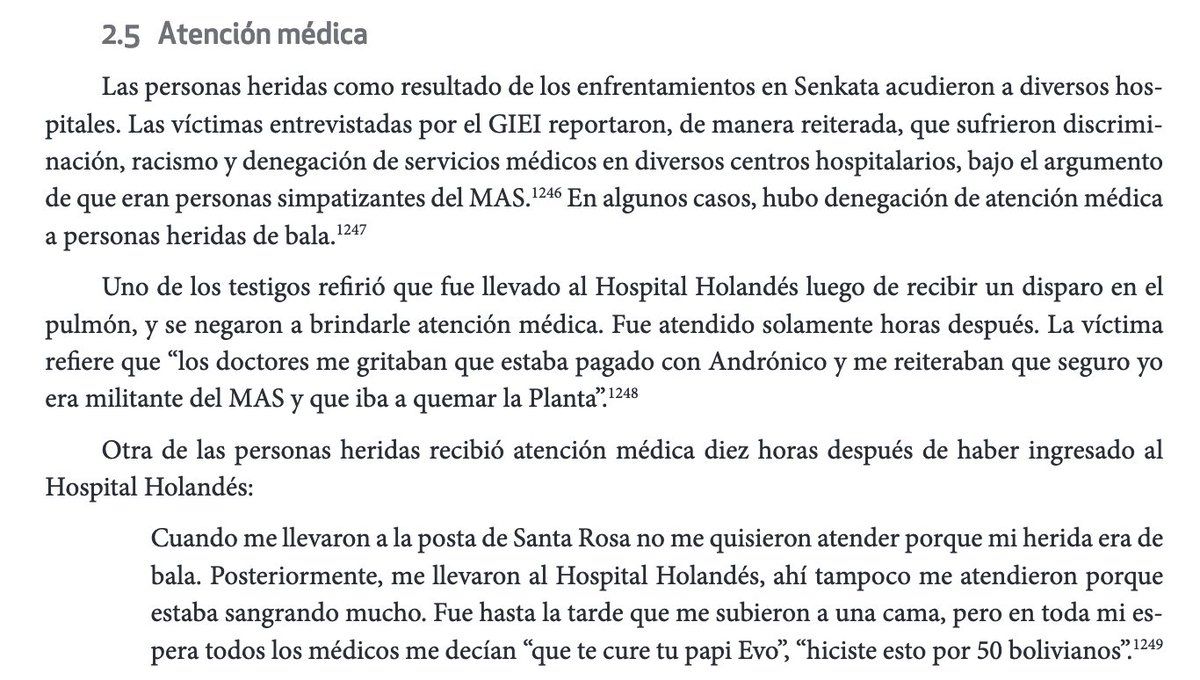 2.5 Atención médica
Las personas heridas como resultado de los enfrentamientos en Senkata acudieron a diversos hos-
pitales. Las víctimas entrevistadas por el GIEI reportaron, de manera reiterada, que sufrieron discrimi-
nación, racismo y denegación de servicios médicos en diversos centros hospitalarios, bajo el argumento
de que eran personas simpatizantes del MAS.1246 En algunos casos, hubo denegación de atención médica
a personas heridas de bala.1247
Uno de los testigos refirió que fue llevado al Hospital Holandés luego de recibir un disparo en el
pulmón, y se negaron a brindarle atención médica. Fue atendido solamente horas después. La víctima
refiere que “los doctores me gritaban que estaba pagado con Andrónico y me reiteraban que seguro yo
era militante del MAS y que iba a quemar la Planta”.1248
Otra de las personas heridas recibió atención médica diez horas después de haber ingresado al
Hospital Holandés:
Cuando me llevaron a la posta de Santa Rosa no me quisieron atender porque mi herida era de
bala. Posteriormente, me llevaron al Hospital Holandés, ahí tampoco me atendieron porque
estaba sangrando mucho. Fue hasta la tarde que me subieron a una cama, pero en toda mi es-
pera todos los médicos me decían “que te cure tu papi Evo”, “hiciste esto por 50 bolivianos”.1249